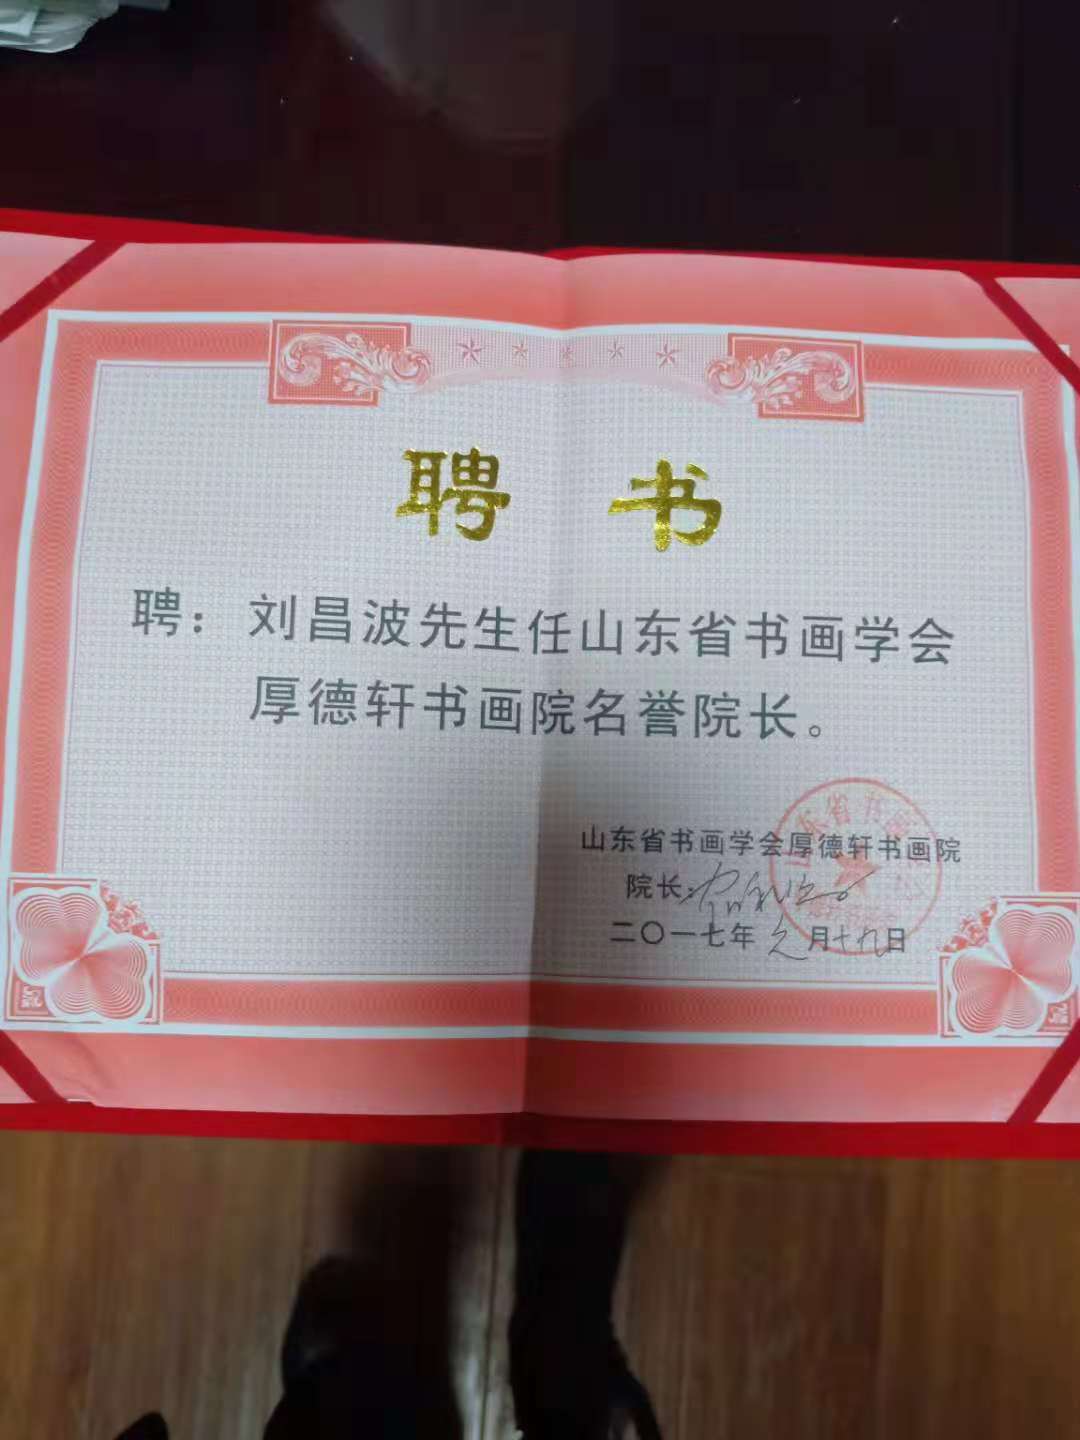 聘书
聘：刘昌波先生任山东省书画学会
厚德轩书画院名誉院长。
山东省书画学会厚德轩书画院
院长:
二〇一七年元月十九日